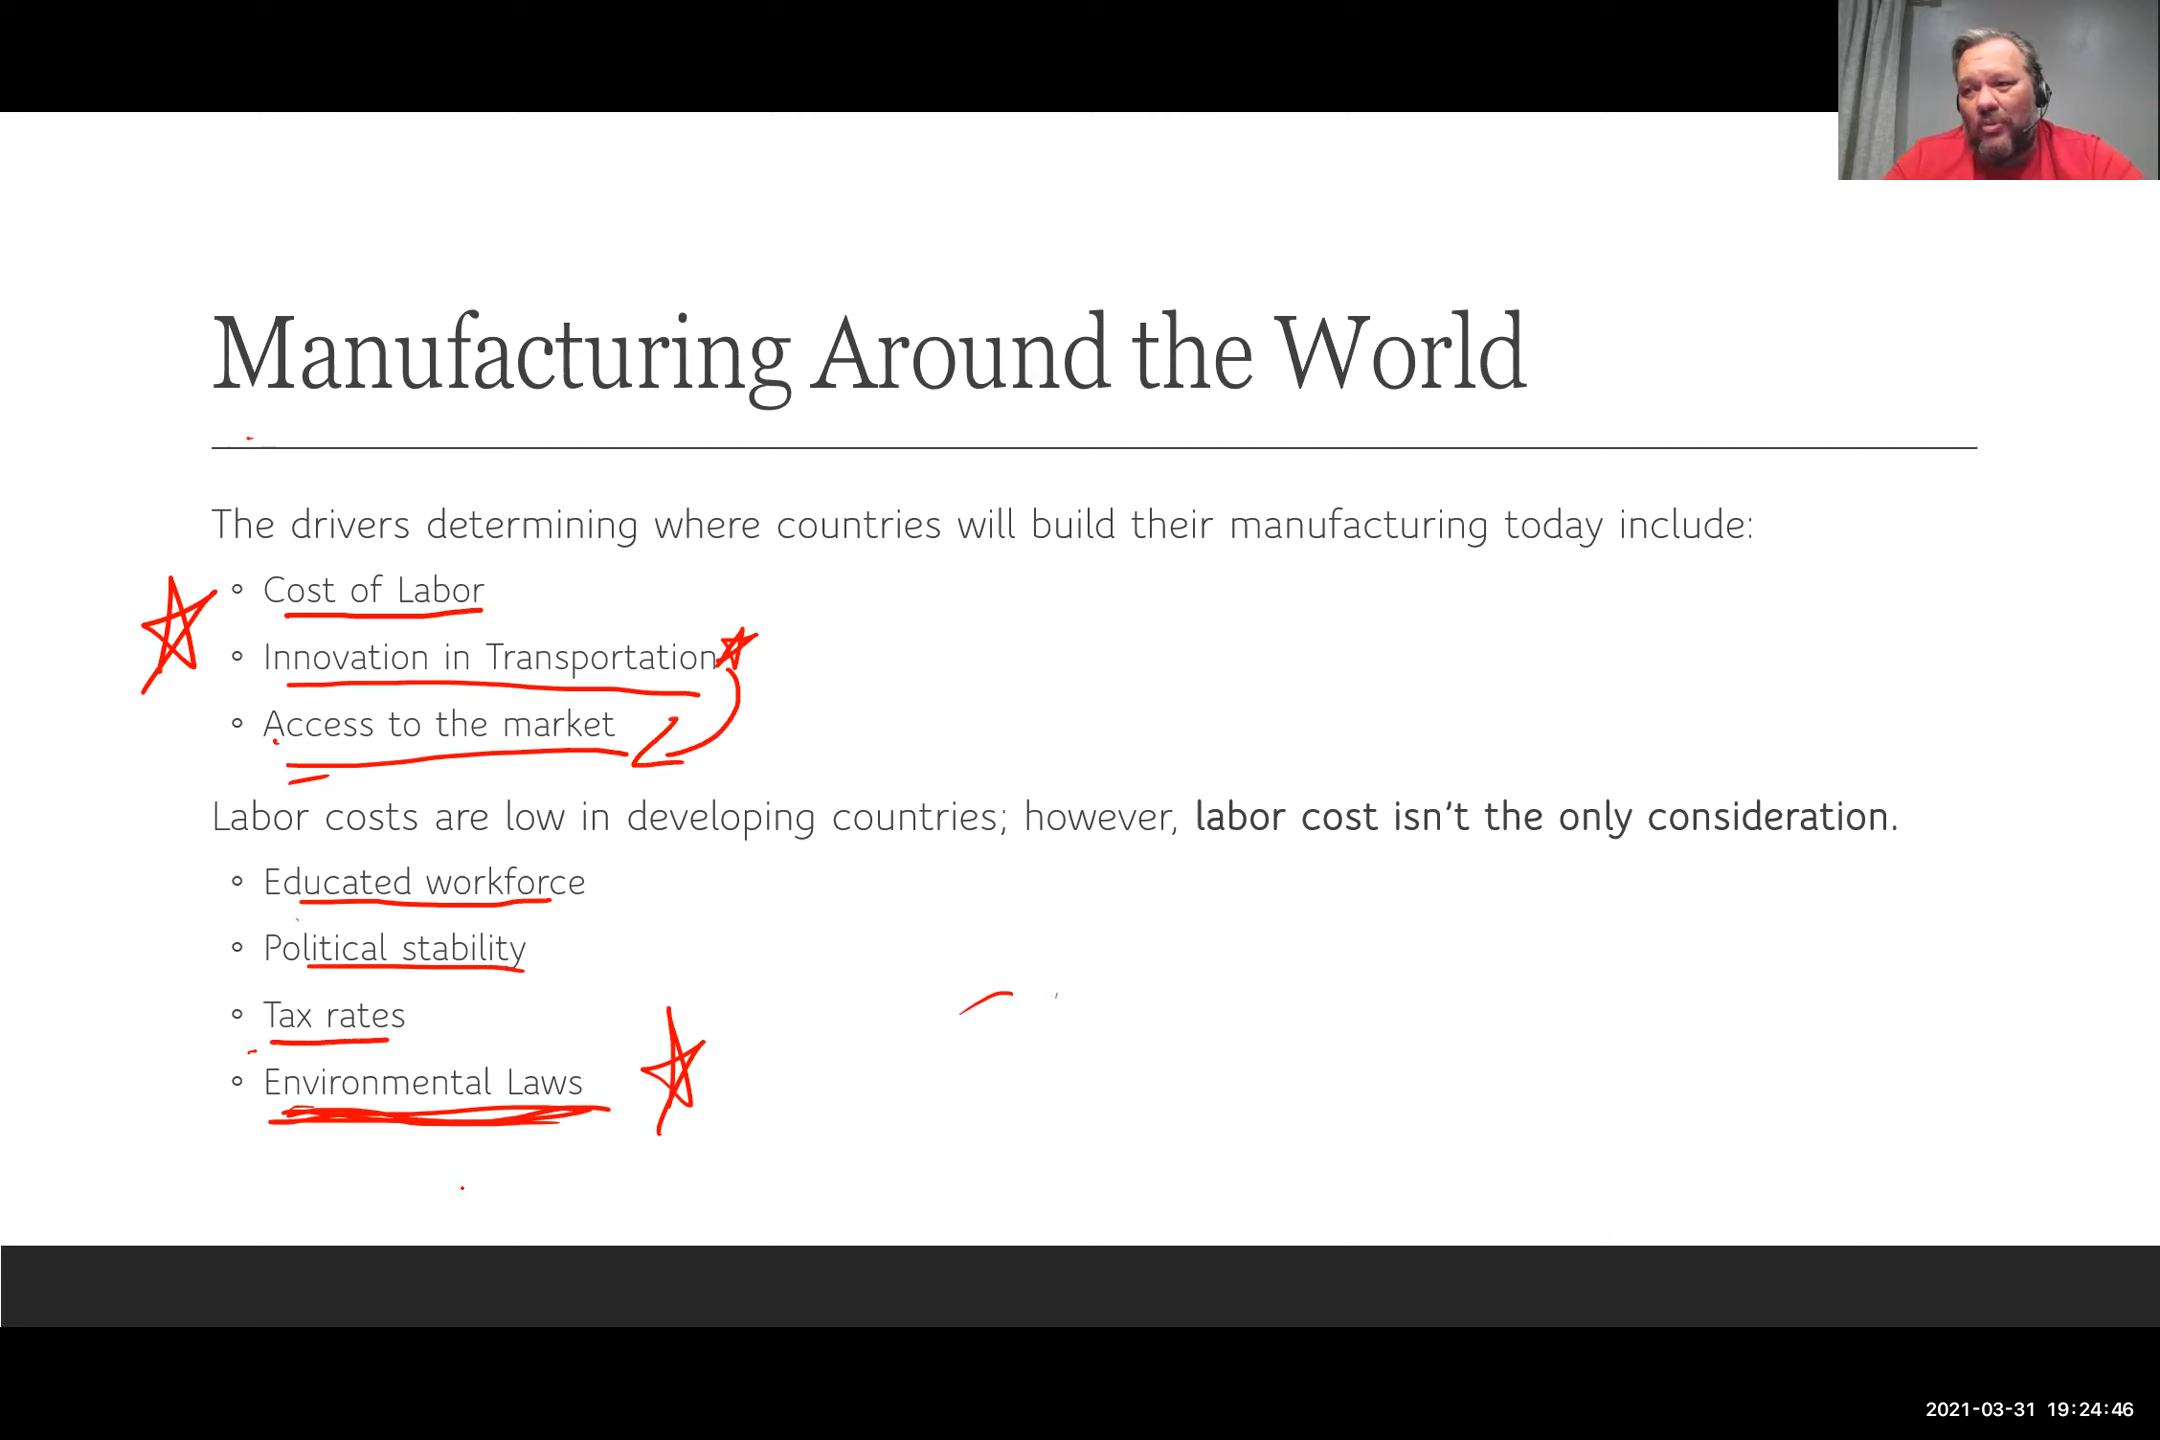 Manufacturing Around the World
The drivers determining where countries will build their manufacturing today include:
◦ Cost of Labor
◦ Innovation in Transportation
◦ Access to the market
Labor costs are low in developing countries; however, labor cost isn’t the only consideration.
◦ Educated workforce
◦ Political stability
◦ Tax rates
◦ Environmental Laws
2021-03-31 19:24:46